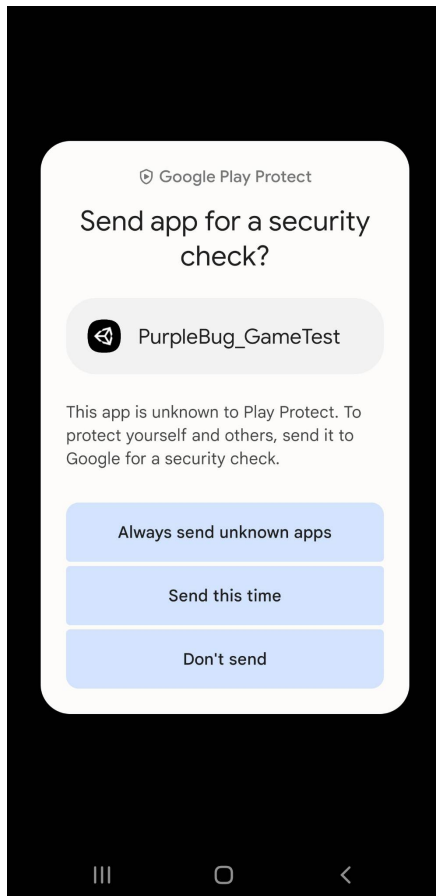 Google Play Protect
Send app for a security
check?
PurpleBug_GameTest
This app is unknown to Play Protect. To
protect yourself and others, send it to
Google for a security check.
Always send unknown apps
Send this time
Don't send